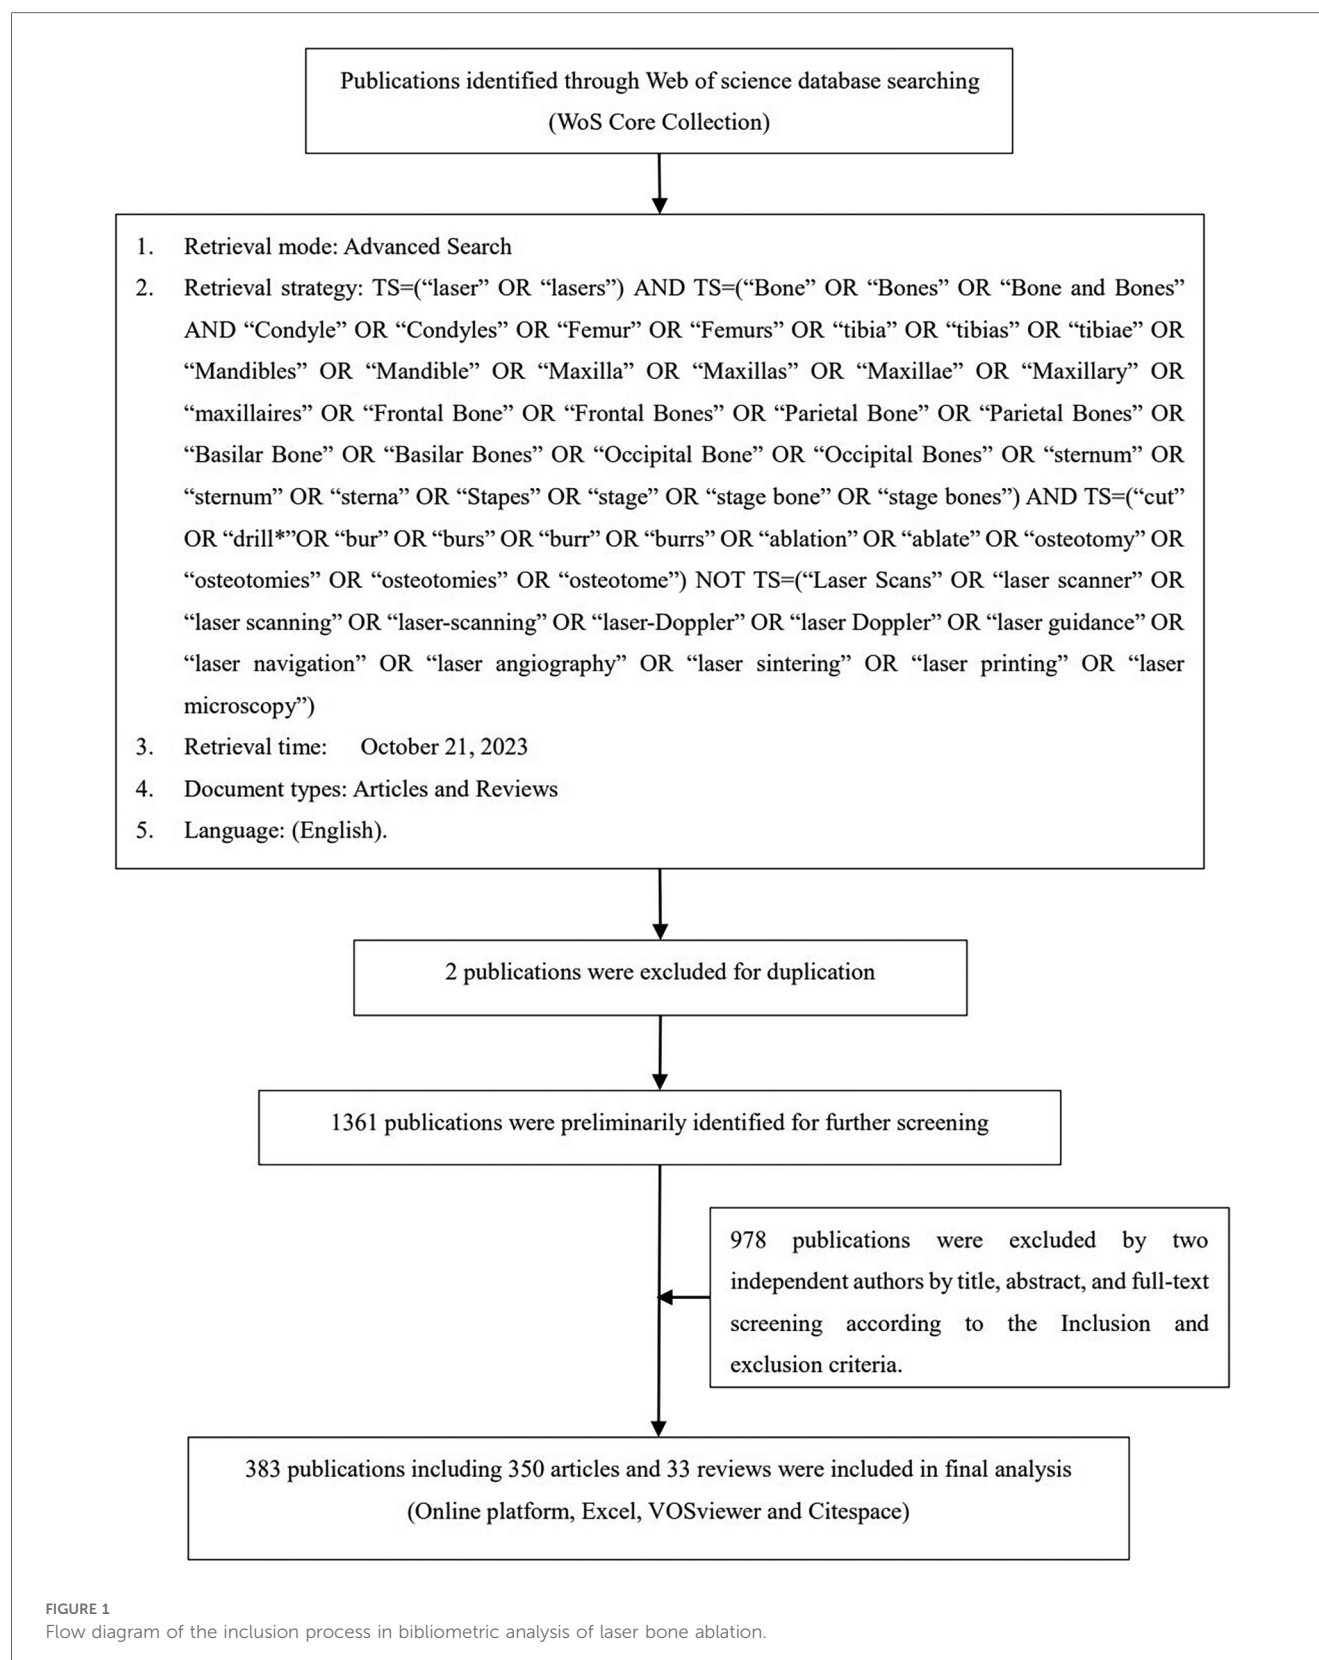 Publications identified through Web of science database searching
(WoS Core Collection)
1. Retrieval mode: Advanced Search
2. Retrieval strategy: TS=(“laser” OR “lasers”) AND TS=(“Bone” OR “Bones” OR “Bone and Bones”
AND “Condyle” OR “Condyles” OR “Femur” OR “Femurs” OR “tibia” OR “tibias” OR “tibiae” OR
“Mandibles” OR “Mandible” OR “Maxilla” OR “Maxillas” OR “Maxillae” OR “Maxillary” OR
“maxillaires” OR “Frontal Bone” OR “Frontal Bones” OR “Parietal Bone” OR “Parietal Bones” OR
“Basilar Bone” OR “Basilar Bones” OR “Occipital Bone” OR “Occipital Bones” OR “sternum” OR
“sternum” OR “sterna” OR “Stapes” OR “stage” OR “stage bone” OR “stage bones”) AND TS=(“cut”
OR “drill*”OR “bur” OR “burs” OR “burr” OR “burrs” OR “ablation” OR “ablate” OR “osteotomy” OR
“osteotomies” OR “osteotomies” OR “osteotome”) NOT TS=(“Laser Scans” OR “laser scanner” OR
“laser scanning” OR “laser-scanning” OR “laser-Doppler” OR “laser Doppler” OR “laser guidance” OR
“laser navigation” OR “laser angiography” OR “laser sintering” OR “laser printing” OR “laser
microscopy”)
3. Retrieval time: October 21, 2023
4. Document types: Articles and Reviews
5. Language: (English).
2 publications were excluded for duplication
1361 publications were preliminarily identified for further screening
978 publications were excluded by two
independent authors by title, abstract, and full-text
screening according to the Inclusion and
exclusion criteria.
383 publications including 350 articles and 33 reviews were included in final analysis
(Online platform, Excel, VOSviewer and Citespace)
FIGURE 1
Flow diagram of the inclusion process in bibliometric analysis of laser bone ablation.